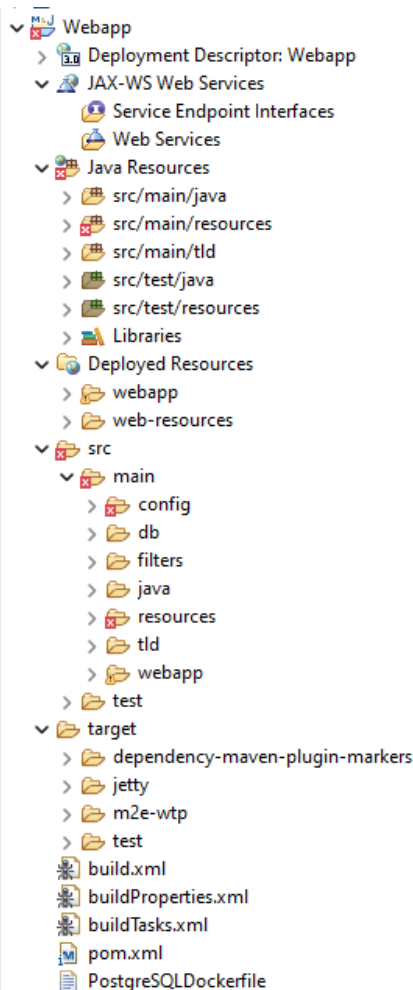 Webapp
Deployment Descriptor: Webapp
JAX-WS Web Services
Service Endpoint Interfaces
Web Services
Java Resources
src/main/java
src/main/resources
src/main/tld
src/test/java
src/test/resources
Libraries
Deployed Resources
webapp
web-resources
src
main
config
db
filters
java
resources
tld
webapp
test
target
dependency-maven-plugin-markers
jetty
m2e-wtp
test
build.xml
buildProperties.xml
buildTasks.xml
pom.xml
PostgreSQLDockerfile